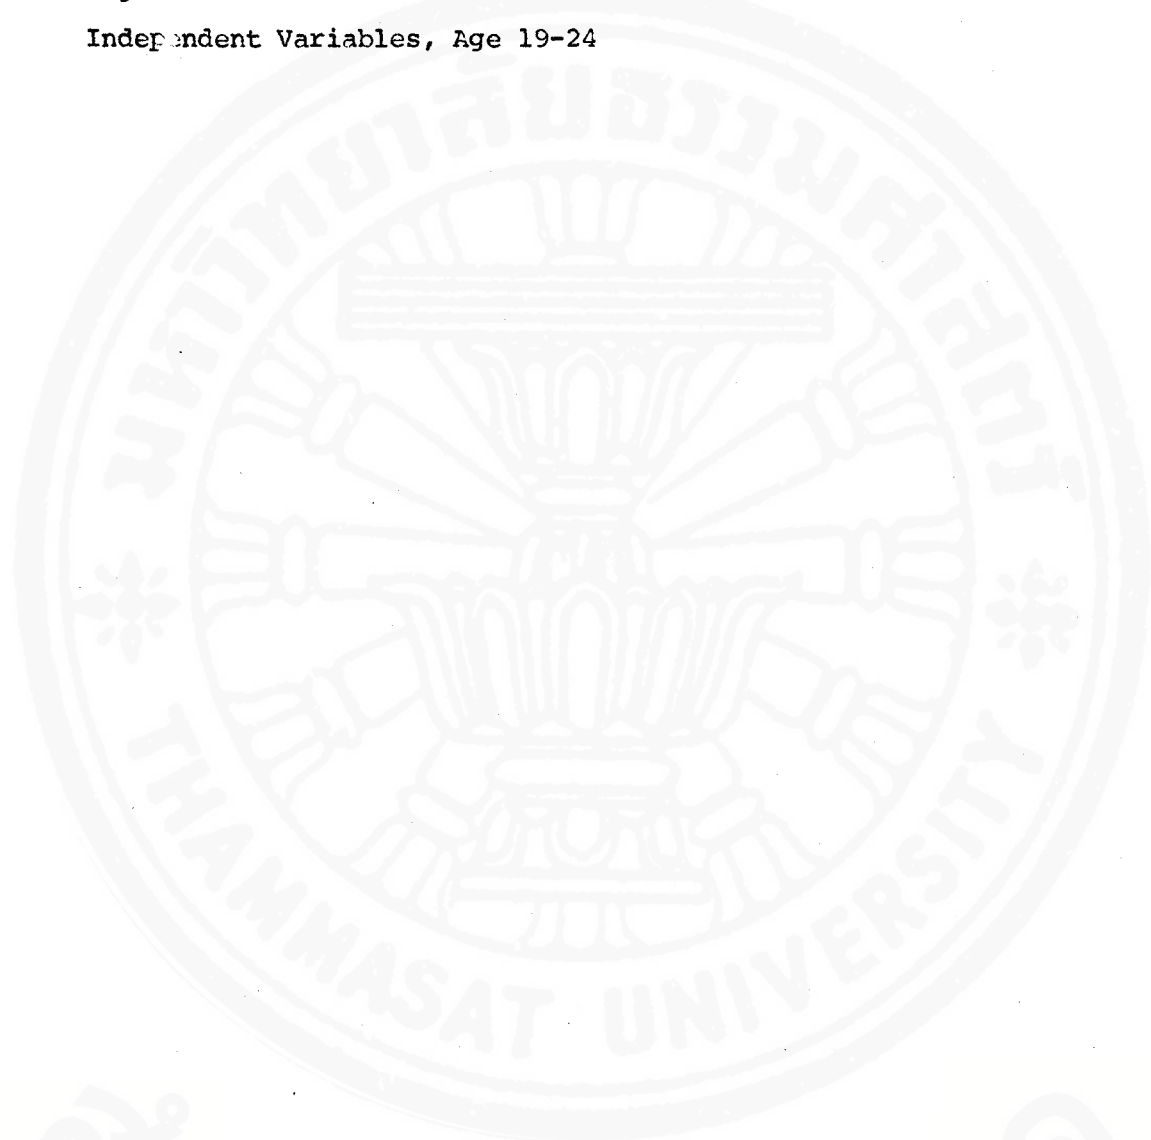 Independent Variables, Age 19-24
มหาวิทยาลัยธรรมศาสตร์
THAMMASAT UNIVERSITY